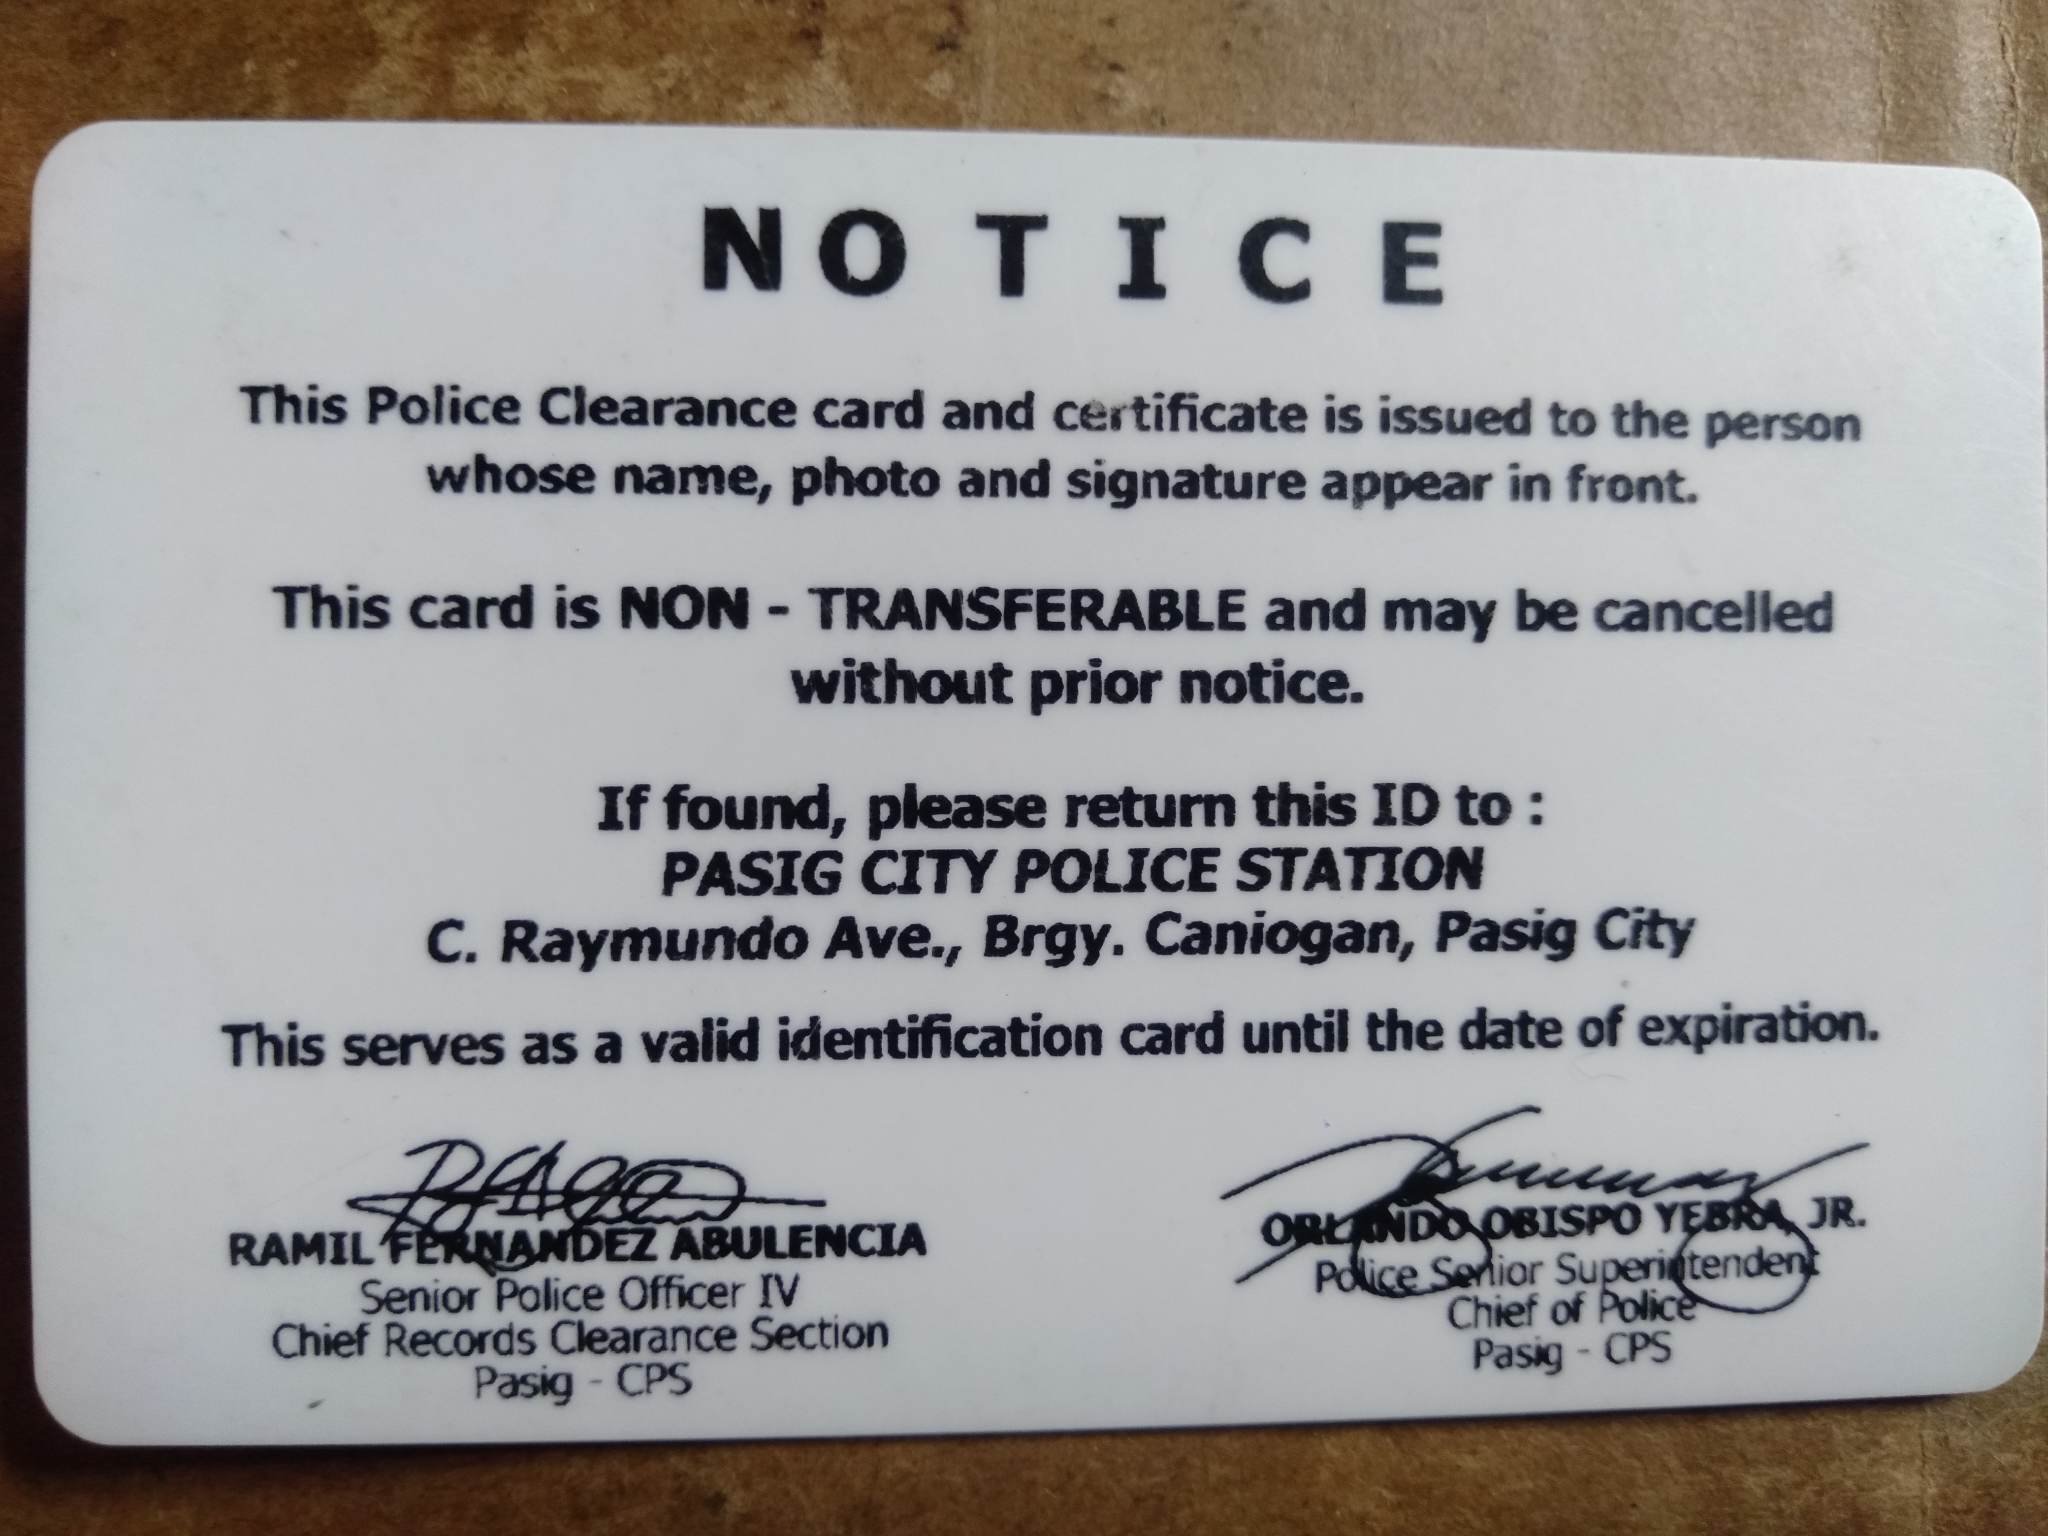 NOTICE
This Police Clearance card and certificate is issued to the person
whose name, photo and signature appear in front.
This card is NON - TRANSFERABLE and may be cancelled
without prior notice.
If found, please return this ID to :
PASIG CITY POLICE STATION
C. Raymundo Ave., Brgy. Caniogan, Pasig City
This serves as a valid identification card until the date of expiration.
RAMIL FERNANDEZ ABULENCIA
Senior Police Officer IV
Chief Records Clearance Section
Pasig - CPS
ORLANDO OBISPO YEBRA, JR.
Police Senior Superintendent
Chief of Police
Pasig - CPS